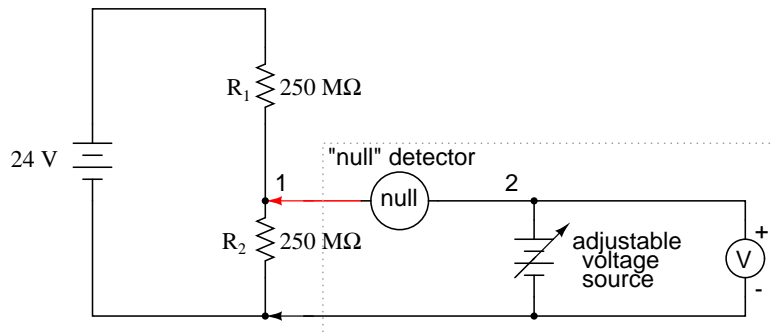 R1 250 MΩ
24 V
"null" detector
1
null
2
R2 250 MΩ
adjustable
voltage
source
+
V
-